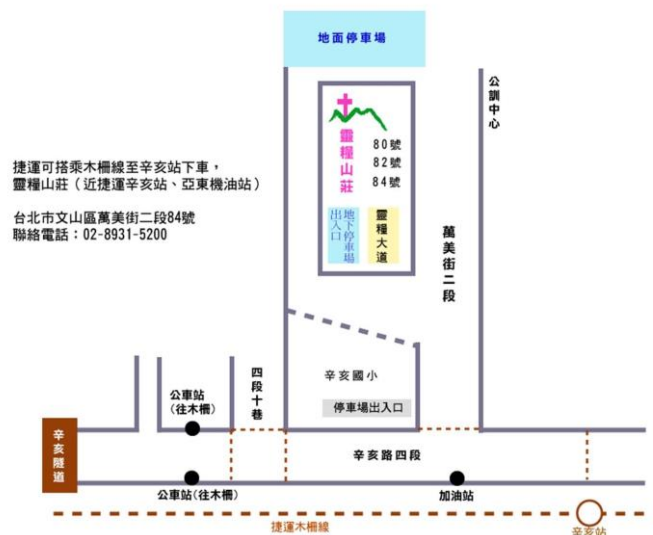 地面停車場
公訓中心
靈糧山莊
80號
82號
84號
地下停車場
出入口
靈糧大道
捷運可搭乘木柵線至辛亥站下車，
靈糧山莊（近捷運辛亥站、亞東機油站）
台北市文山區萬美街二段84號
聯絡電話：02-8931-5200
萬美街二段
四段十巷
辛亥國小
停車場出入口
公車站
(往木柵)
辛亥隧道
辛亥路四段
公車站(往木柵)
加油站
捷運木柵線
辛亥站